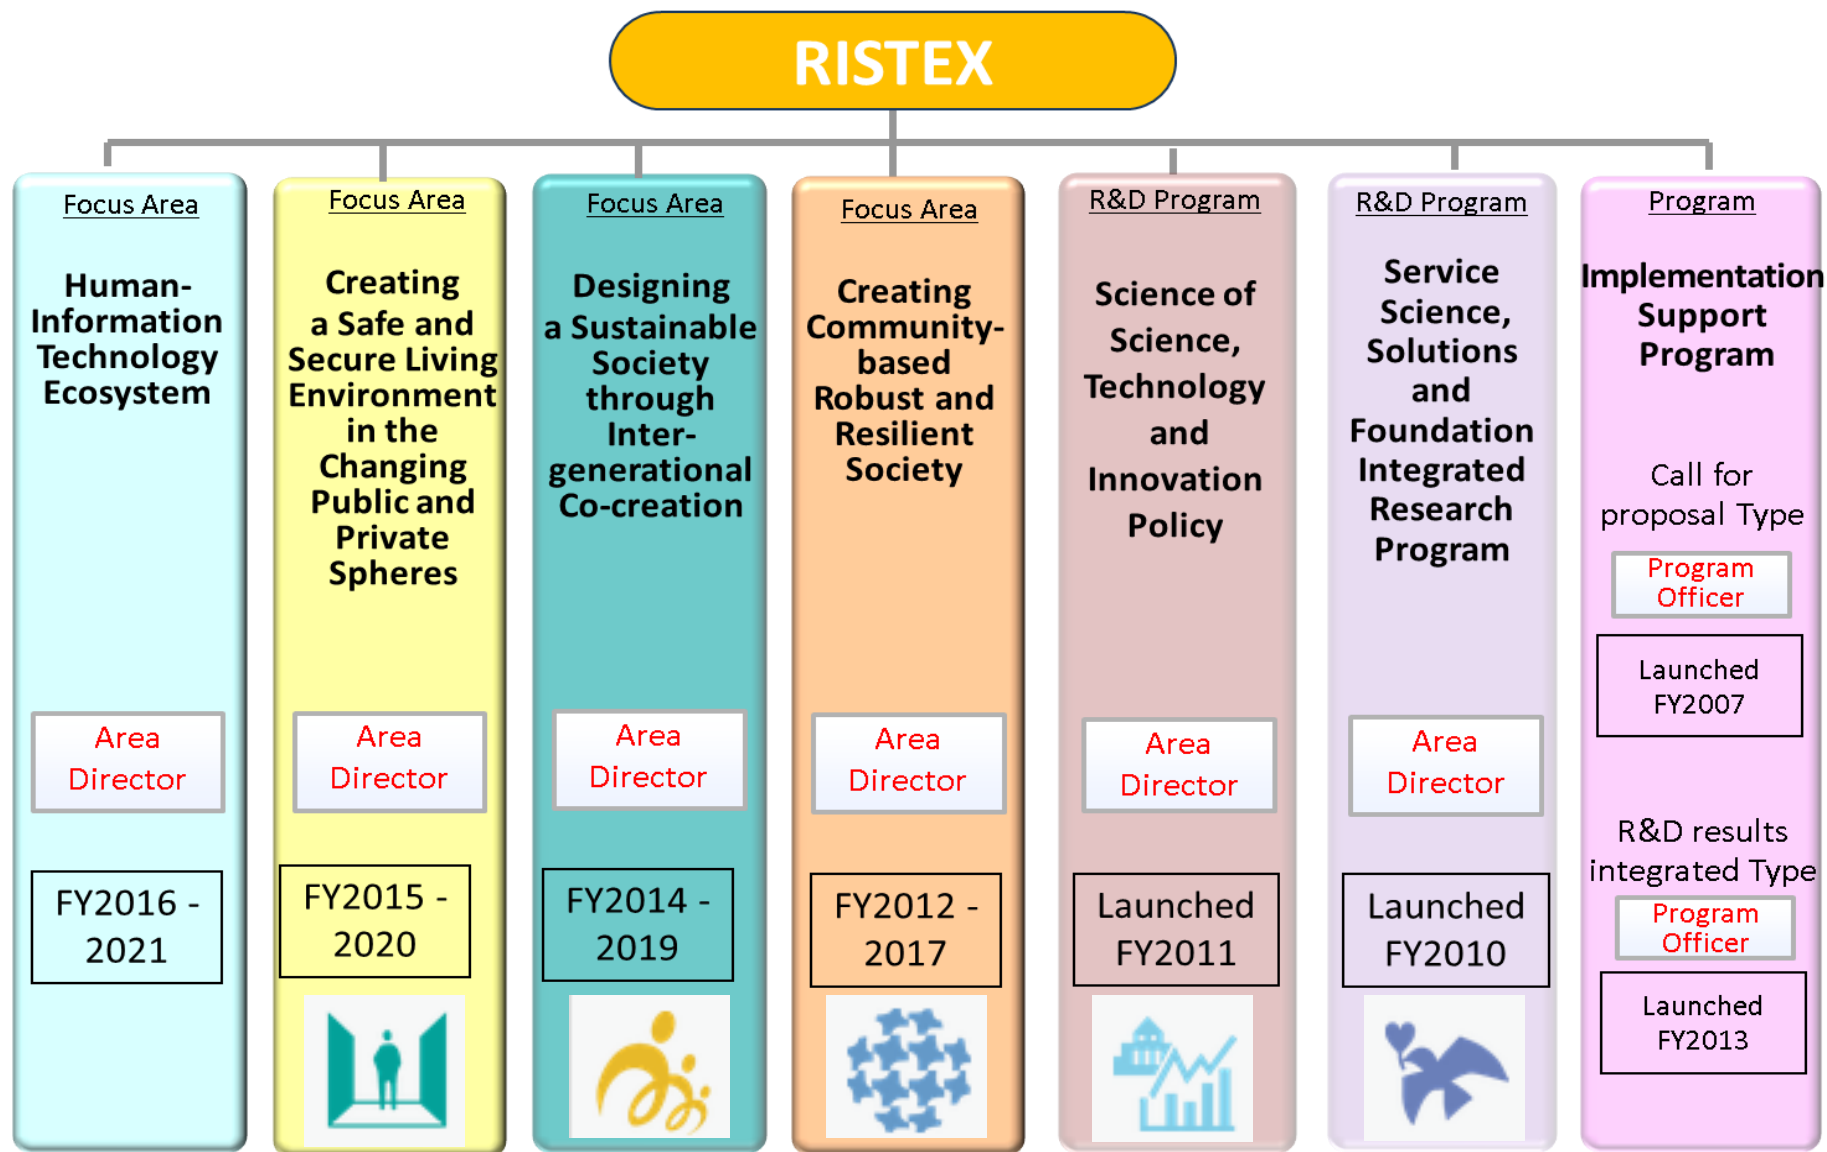 RISTEX
Focus Area
Human-
Information
Technology
Ecosystem
Area
Director
FY2016 -
2021
Focus Area
Creating
a Safe and
Secure Living
Environment
in the
Changing
Public and
Private
Spheres
Area
Director
FY2015 -
2020
Focus Area
Designing
a Sustainable
Society
through
Inter-
generational
Co-creation
Area
Director
FY2014 -
2019
Focus Area
Creating
Community-
based
Robust and
Resilient
Society
Area
Director
FY2012 -
2017
R&D Program
Science of
Science,
Technology
and
Innovation
Policy
Area
Director
Launched
FY2011
R&D Program
Service
Science,
Solutions
and
Foundation
Integrated
Research
Program
Area
Director
Launched
FY2010
Program
Implementation
Support
Program
Call for
proposal Type
Program
Officer
Launched
FY2007
R&D results
integrated Type
Program
Officer
Launched
FY2013